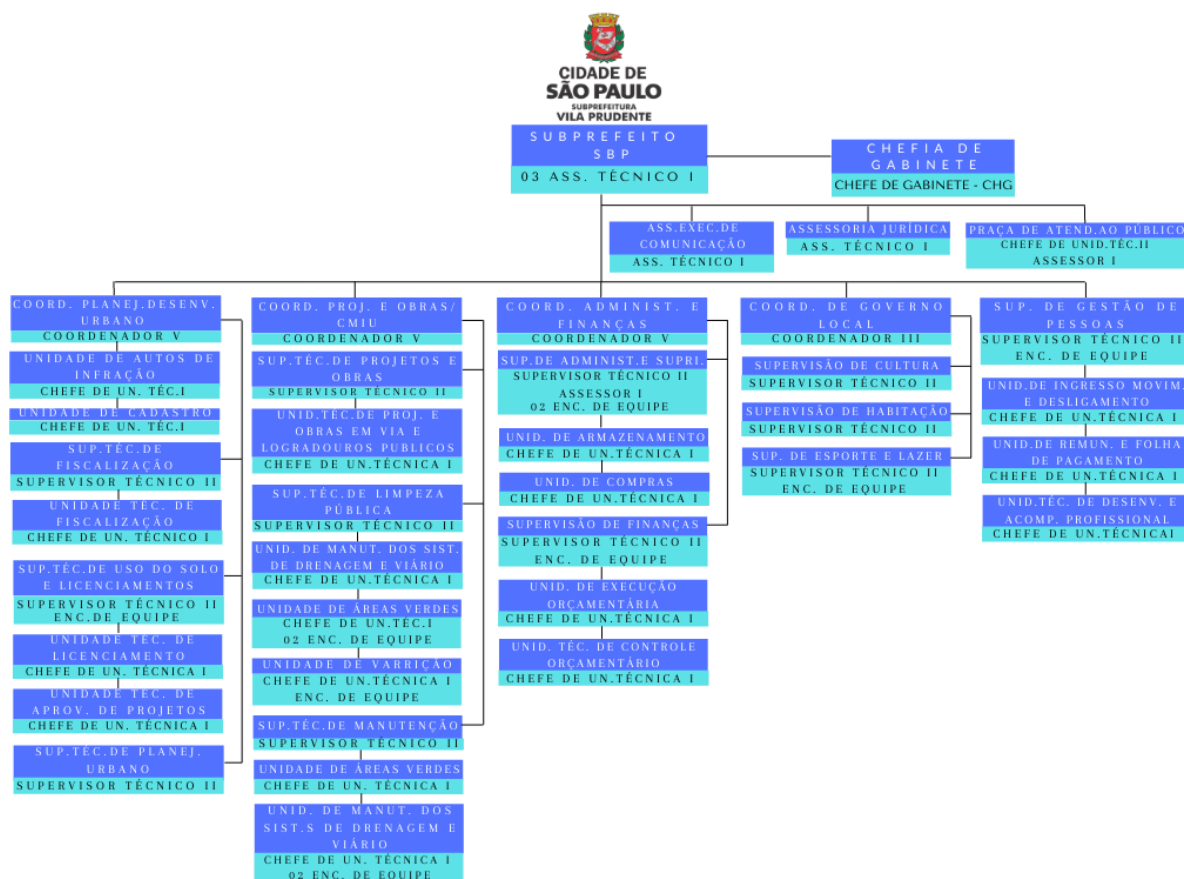 CIDADE DE
SÃO PAULO
SUBPREFEITURA
VILA PRUDENTE
SUBPREFEITO
SBP
03 ASS. TÉCNICO I
CHEFIA DE
GABINETE
CHEFE DE GABINETE - CHG
ASS.EXEC.DE
COMUNICAÇÃO
ASS. TÉCNICO I
ASSESSORIA JURÍDICA
ASS. TÉCNICO I
PRAÇA DE ATEND.AO PÚBLICO
CHEFE DE UNID.TÉC.II
ASSESSOR I
COORD. PLANEJ.DESENV.
URBANO
COORDENADOR V
UNIDADE DE AUTOS DE
INFRAÇÃO
CHEFE DE UN. TÉC.I
UNIDADE DE CADASTRO
CHEFE DE UN. TÉC.I
SUP.TÉC.DE
FISCALIZAÇÃO
SUPERVISOR TÉCNICO II
UNIDADE TÉC. DE
FISCALIZAÇÃO
CHEFE DE UN. TÉCNICO I
SUP.TÉC.DE USO DO SOLO
E LICENCIAMENTOS
SUPERVISOR TÉCNICO II
ENC.DE EQUIPE
UNIDADE TÉC. DE
LICENCIAMENTO
CHEFE DE UN. TÉCNICA I
UNIDADE TÉC. DE
APROV. DE PROJETOS
CHEFE DE UN. TÉCNICA I
SUP.TÉC.DE PLANEJ.
URBANO
SUPERVISOR TÉCNICO II
COORD. PROJ. E OBRAS/
CMIU
COORDENADOR V
SUP.TÉC.DE PROJETOS E
OBRAS
SUPERVISOR TÉCNICO II
UNID.TÉC.DE PROJ. E
OBRAS EM VIA E
LOGRADOUROS PUBLICOS
CHEFE DE UN.TÉCNICA I
SUP.TÉC.DE LIMPEZA
PÚBLICA
SUPERVISOR TÉCNICO II
UNID. DE MANUT. DOS SIST.
DE DRENAGEM E VIÁRIO
CHEFE DE UN.TÉCNICA I
UNIDADE DE ÁREAS VERDES
CHEFE DE UN.TÉC.I
02 ENC. DE EQUIPE
UNIDADE DE VARRIÇÃO
CHEFE DE UN.TÉCNICA I
ENC. DE EQUIPE
SUP.TÉC.DE MANUTENÇÃO
SUPERVISOR TÉCNICO II
UNIDADE DE ÁREAS VERDES
CHEFE DE UN. TÉCNICA I
UNID. DE MANUT. DOS
SIST.S DE DRENAGEM E
VIÁRIO
CHEFE DE UN. TÉCNICA I
02 ENC. DE EQUIPE
COORD. ADMINIST. E
FINANÇAS
COORDENADOR V
SUP.DE ADMINIST.E SUPRI.
SUPERVISOR TÉCNICO II
ASSESSOR I
02 ENC. DE EQUIPE
UNID. DE ARMAZENAMENTO
CHEFE DE UN.TÉCNICA I
UNID. DE COMPRAS
CHEFE DE UN.TÉCNICA I
SUPERVISÃO DE FINANÇAS
SUPERVISOR TÉCNICO II
ENC. DE EQUIPE
UNID. DE EXECUÇÃO
ORÇAMENTÁRIA
CHEFE DE UN.TÉCNICA I
UNID. TÉC. DE CONTROLE
ORÇAMENTÁRIO
CHEFE DE UN.TÉCNICA I
COORD. DE GOVERNO
LOCAL
COORDENADOR III
SUPERVISÃO DE CULTURA
SUPERVISOR TÉCNICO II
SUPERVISÃO DE HABITAÇÃO
SUPERVISOR TÉCNICO II
SUP. DE ESPORTE E LAZER
SUPERVISOR TÉCNICO II
ENC. DE EQUIPE
SUP. DE GESTÃO DE
PESSOAS
SUPERVISOR TÉCNICO II
ENC. DE EQUIPE
UNID.DE INGRESSO MOVIM.
E DESLIGAMENTO
CHEFE DE UN.TÉCNICA I
UNID.DE REMUN. E FOLHA
DE PAGAMENTO
CHEFE DE UN.TÉCNICA I
UNID.TÉC. DE DESENV. E
ACOMP. PROFISSIONAL
CHEFE DE UN.TÉCNICAI